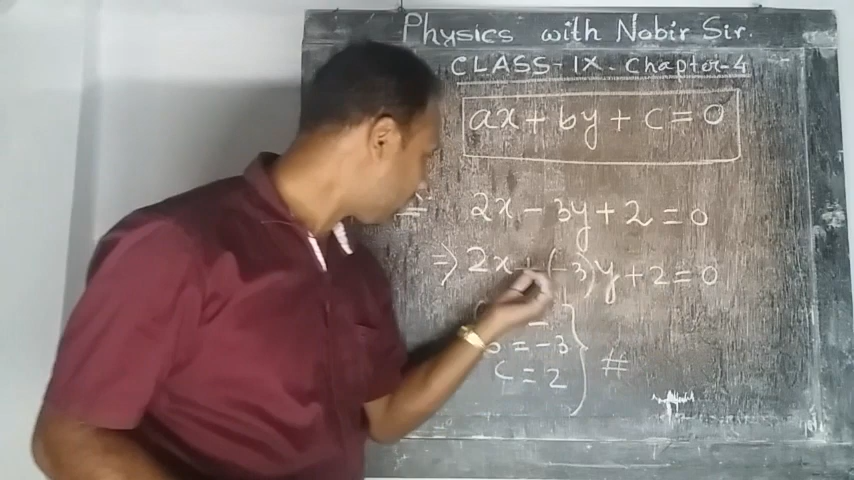 Physics with Nobir Sir.
CLASS-IX. Chapter-4
ax + by + c = 0
2x - 3y + 2 = 0
=> 2x + (-3)y + 2 = 0
= -3
c = 2
#